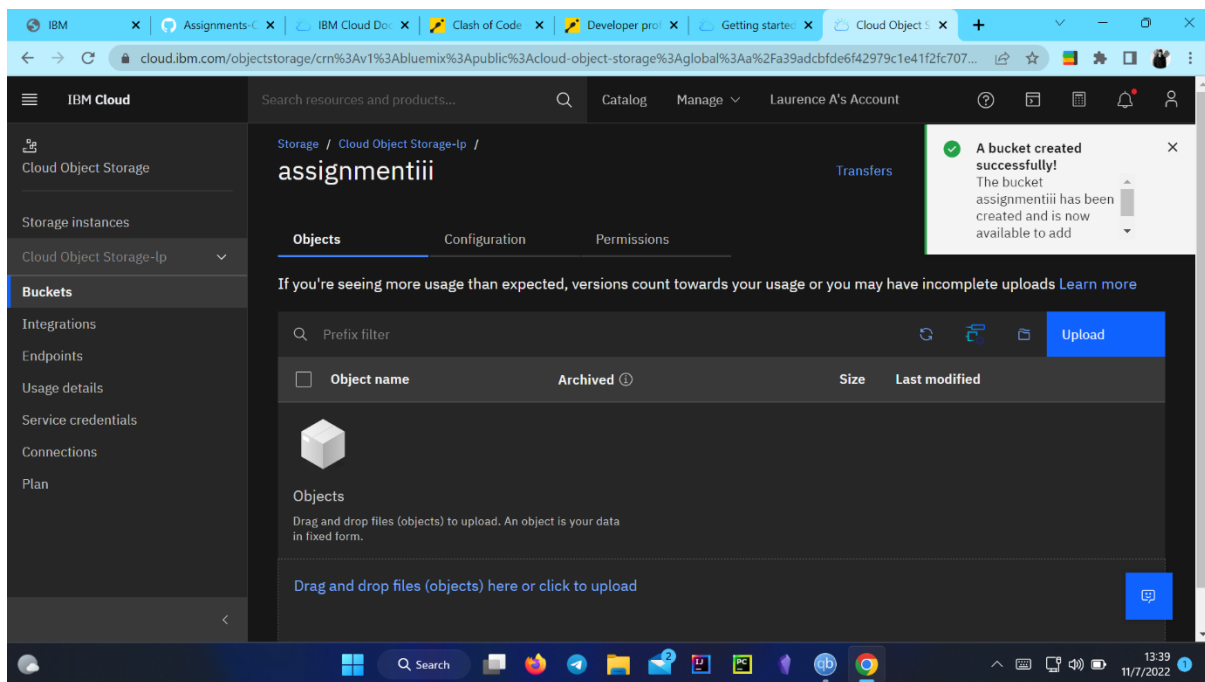 IBM
Assignments-C
IBM Cloud Doc
Clash of Code
Developer prof
Getting started
Cloud Object S
cloud.ibm.com/objectstorage/crn%3Av1%3Abluemix%3Apublic%3Acloud-object-storage%3Aglobal%3Aa%2Fa39adcbfde6f42979c1e41f2fc707...
IBM Cloud
Search resources and products...
Catalog
Manage
Laurence A's Account
Cloud Object Storage
Storage instances
Cloud Object Storage-lp
Buckets
Integrations
Endpoints
Usage details
Service credentials
Connections
Plan
Storage / Cloud Object Storage-lp /
assignmentiii
Transfers
A bucket created
successfully!
The bucket
assignmentiii has been
created and is now
available to add
Objects
Configuration
Permissions
If you're seeing more usage than expected, versions count towards your usage or you may have incomplete uploads Learn more
Prefix filter
Upload
Object name
Archived
Size
Last modified
Objects
Drag and drop files (objects) to upload. An object is your data
in fixed form.
Drag and drop files (objects) here or click to upload
Search
2
qb
13:39
11/7/2022
1